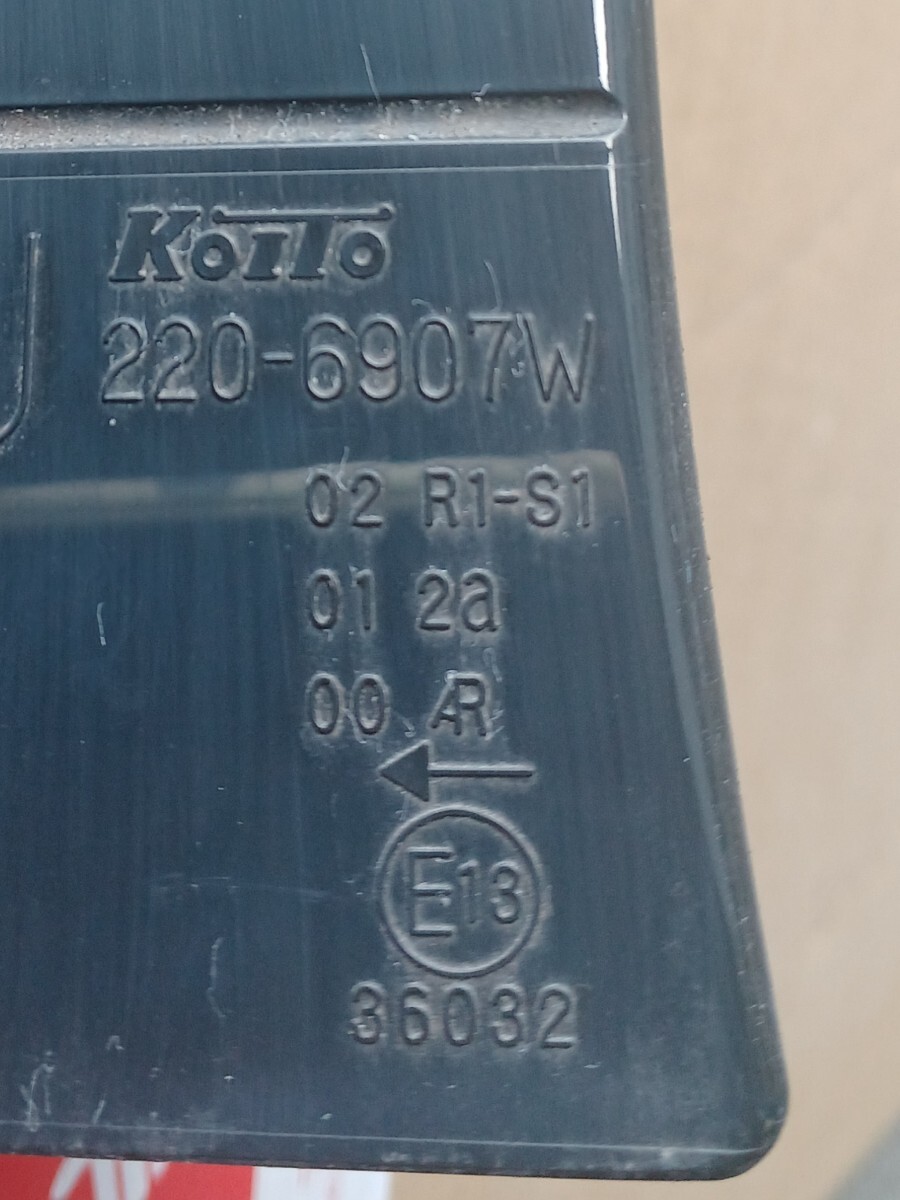 KOITO
220-6907W
02 R1-S1
01 2a
00 AR
E13
36032